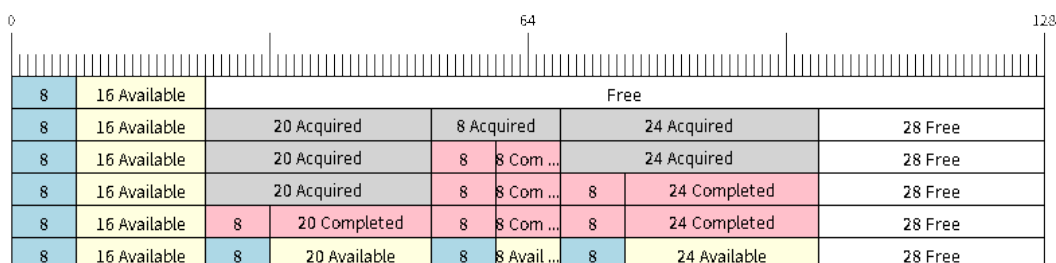 0 64 128
8 16 Available Free
8 16 Available 20 Acquired 8 Acquired 24 Acquired 28 Free
8 16 Available 20 Acquired 8 8 Com ... 24 Acquired 28 Free
8 16 Available 20 Acquired 8 8 Com ... 8 24 Completed 28 Free
8 16 Available 8 20 Completed 8 8 Com ... 8 24 Completed 28 Free
8 16 Available 8 20 Available 8 8 Avail ... 8 24 Available 28 Free